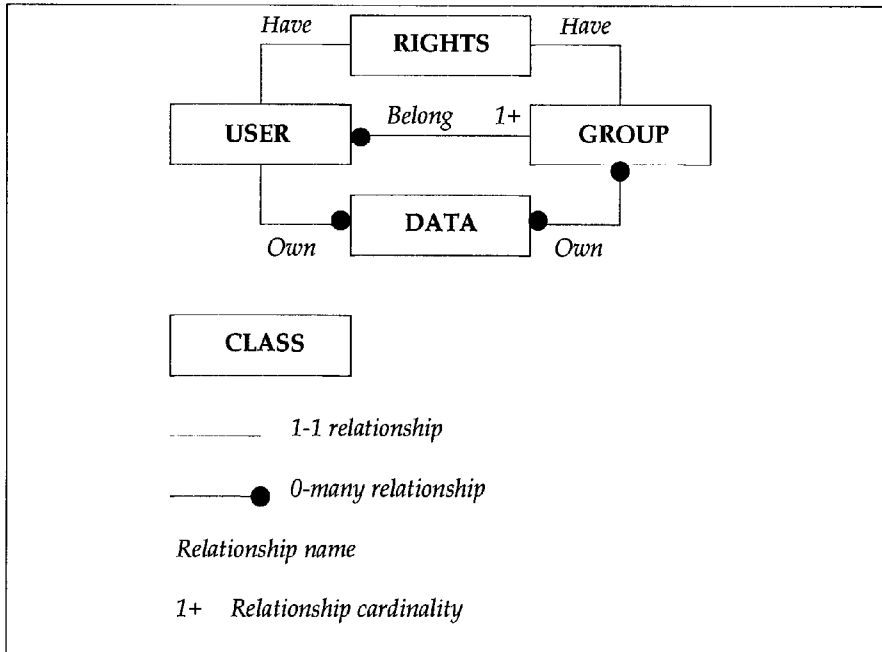 Have RIGHTS Have
USER Belong 1+ GROUP
Own DATA Own
CLASS
1-1 relationship
0-many relationship
Relationship name
1+ Relationship cardinality